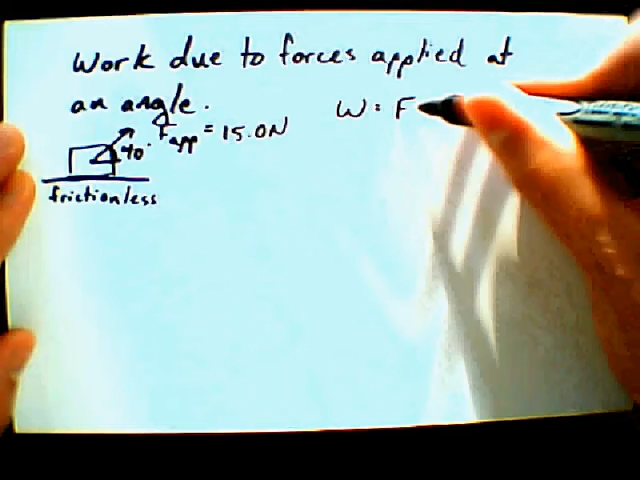 Work due to forces applied at
an angle.
W = F
Fapp = 15.0N
40°
frictionless